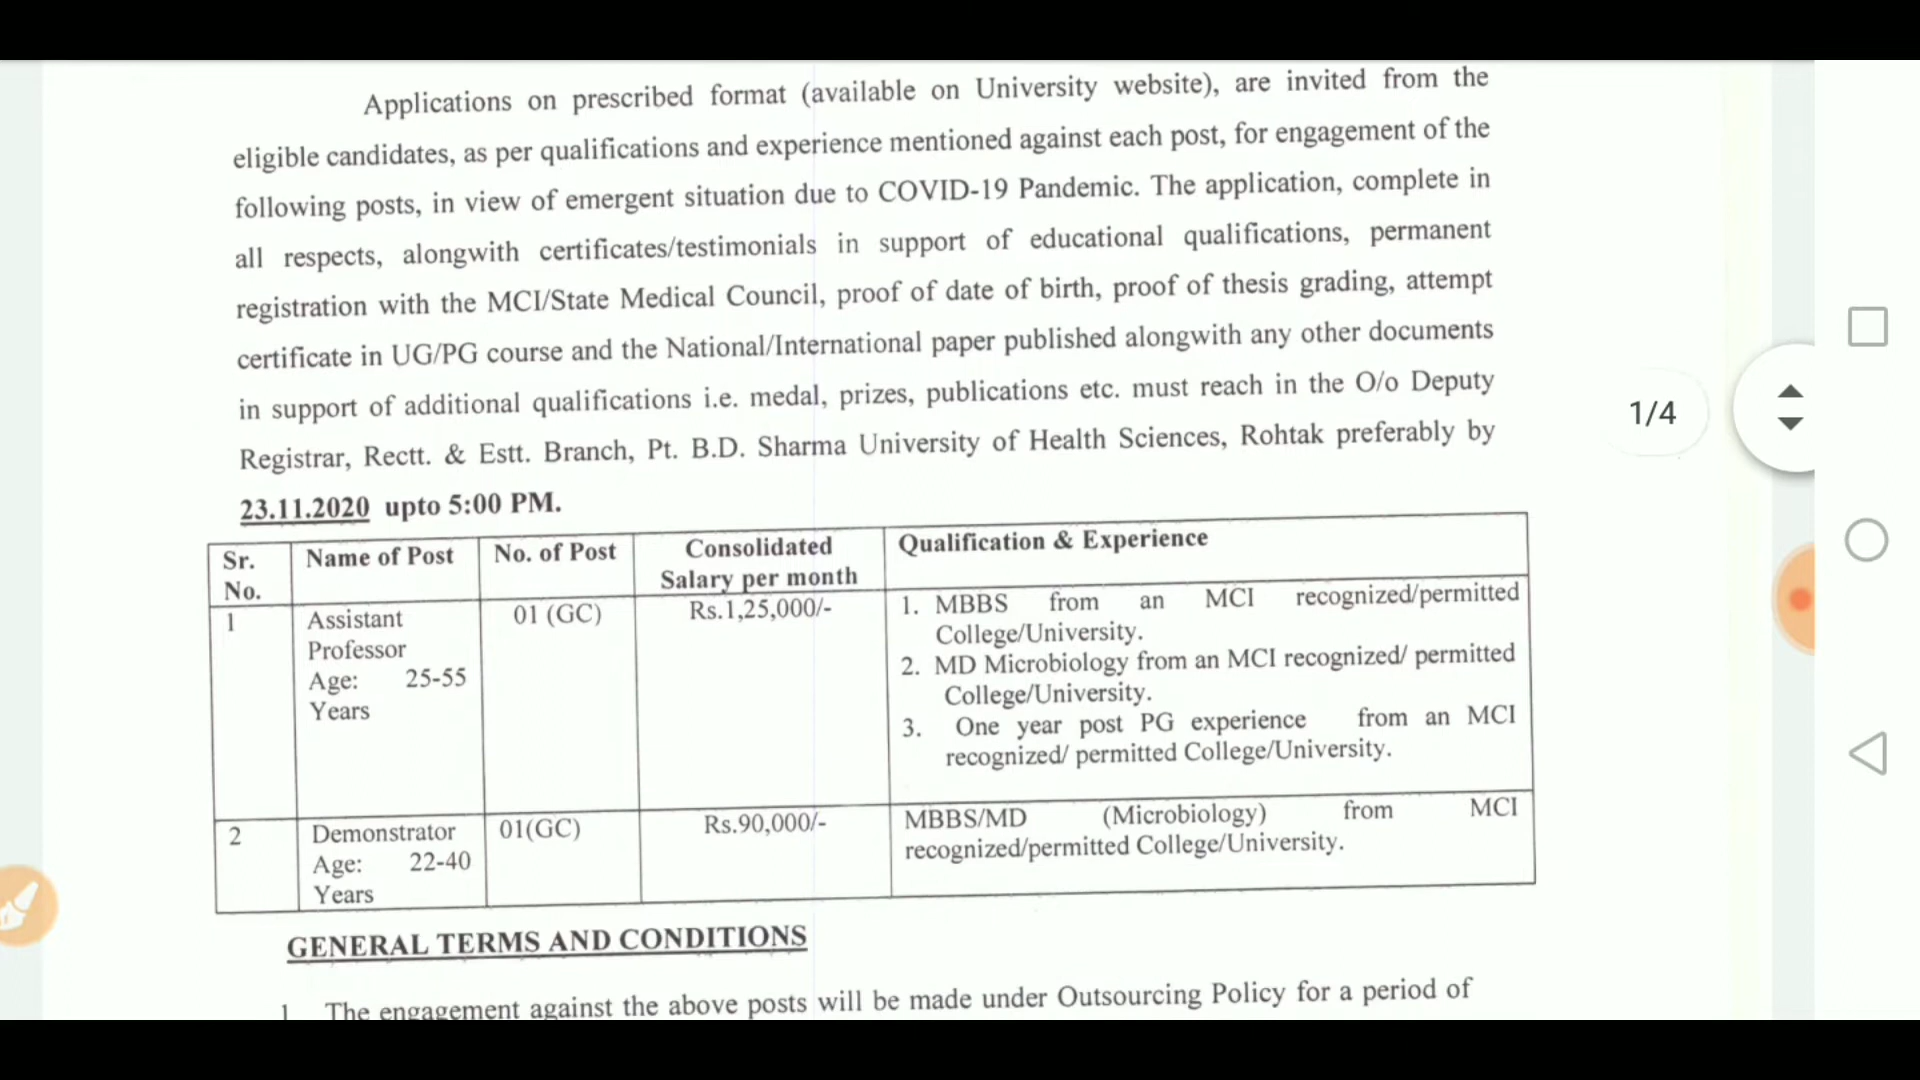 Applications on prescribed format (available on University website), are invited from the
eligible candidates, as per qualifications and experience mentioned against each post, for engagement of the
following posts, in view of emergent situation due to COVID-19 Pandemic. The application, complete in
all respects, alongwith certificates/testimonials in support of educational qualifications, permanent
registration with the MCI/State Medical Council, proof of date of birth, proof of thesis grading, attempt
certificate in UG/PG course and the National/International paper published alongwith any other documents
in support of additional qualifications i.e. medal, prizes, publications etc. must reach in the O/o Deputy
Registrar, Rectt. & Estt. Branch, Pt. B.D. Sharma University of Health Sciences, Rohtak preferably by
23.11.2020 upto 5:00 PM.
1/4
Sr. No.
Name of Post
No. of Post
Consolidated
Salary per month
Qualification & Experience
1
Assistant
Professor
Age: 25-55
Years
01 (GC)
Rs.1,25,000/-
1. MBBS from an MCI recognized/permitted
College/University.
2. MD Microbiology from an MCI recognized/ permitted
College/University.
3. One year post PG experience from an MCI
recognized/ permitted College/University.
2
Demonstrator
Age: 22-40
Years
01(GC)
Rs.90,000/-
MBBS/MD (Microbiology) from MCI
recognized/permitted College/University.
GENERAL TERMS AND CONDITIONS
1 The engagement against the above posts will be made under Outsourcing Policy for a period of